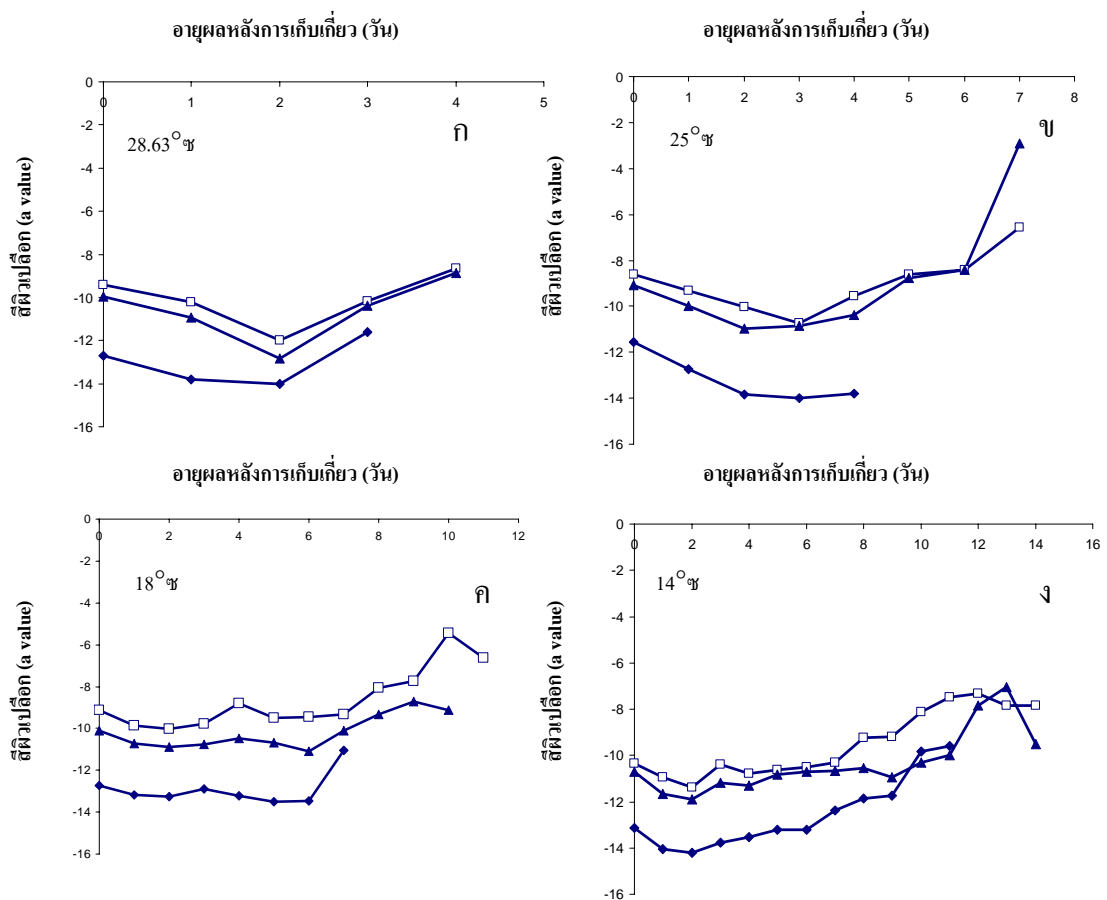 อายุผลหลังการเก็บเกี่ยว (วัน)
0
-2
-4
-6
-8
-10
-12
-14
-16
0 1 2 3 4 5
28.63°ซ
ก
สีผิวเปลือก (a value)
อายุผลหลังการเก็บเกี่ยว (วัน)
0
-2
-4
-6
-8
-10
-12
-14
-16
0 1 2 3 4 5 6 7 8
25°ซ
ข
สีผิวเปลือก (a value)
อายุผลหลังการเก็บเกี่ยว (วัน)
0
-2
-4
-6
-8
-10
-12
-14
-16
0 2 4 6 8 10 12
18°ซ
ค
สีผิวเปลือก (a value)
อายุผลหลังการเก็บเกี่ยว (วัน)
0
-2
-4
-6
-8
-10
-12
-14
-16
0 2 4 6 8 10 12 14 16
14°ซ
ง
สีผิวเปลือก (a value)